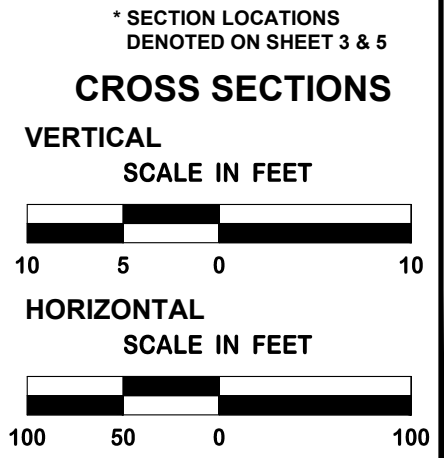 * SECTION LOCATIONS
DENOTED ON SHEET 3 & 5
CROSS SECTIONS
VERTICAL
SCALE IN FEET
10 5 0 10
HORIZONTAL
SCALE IN FEET
100 50 0 100